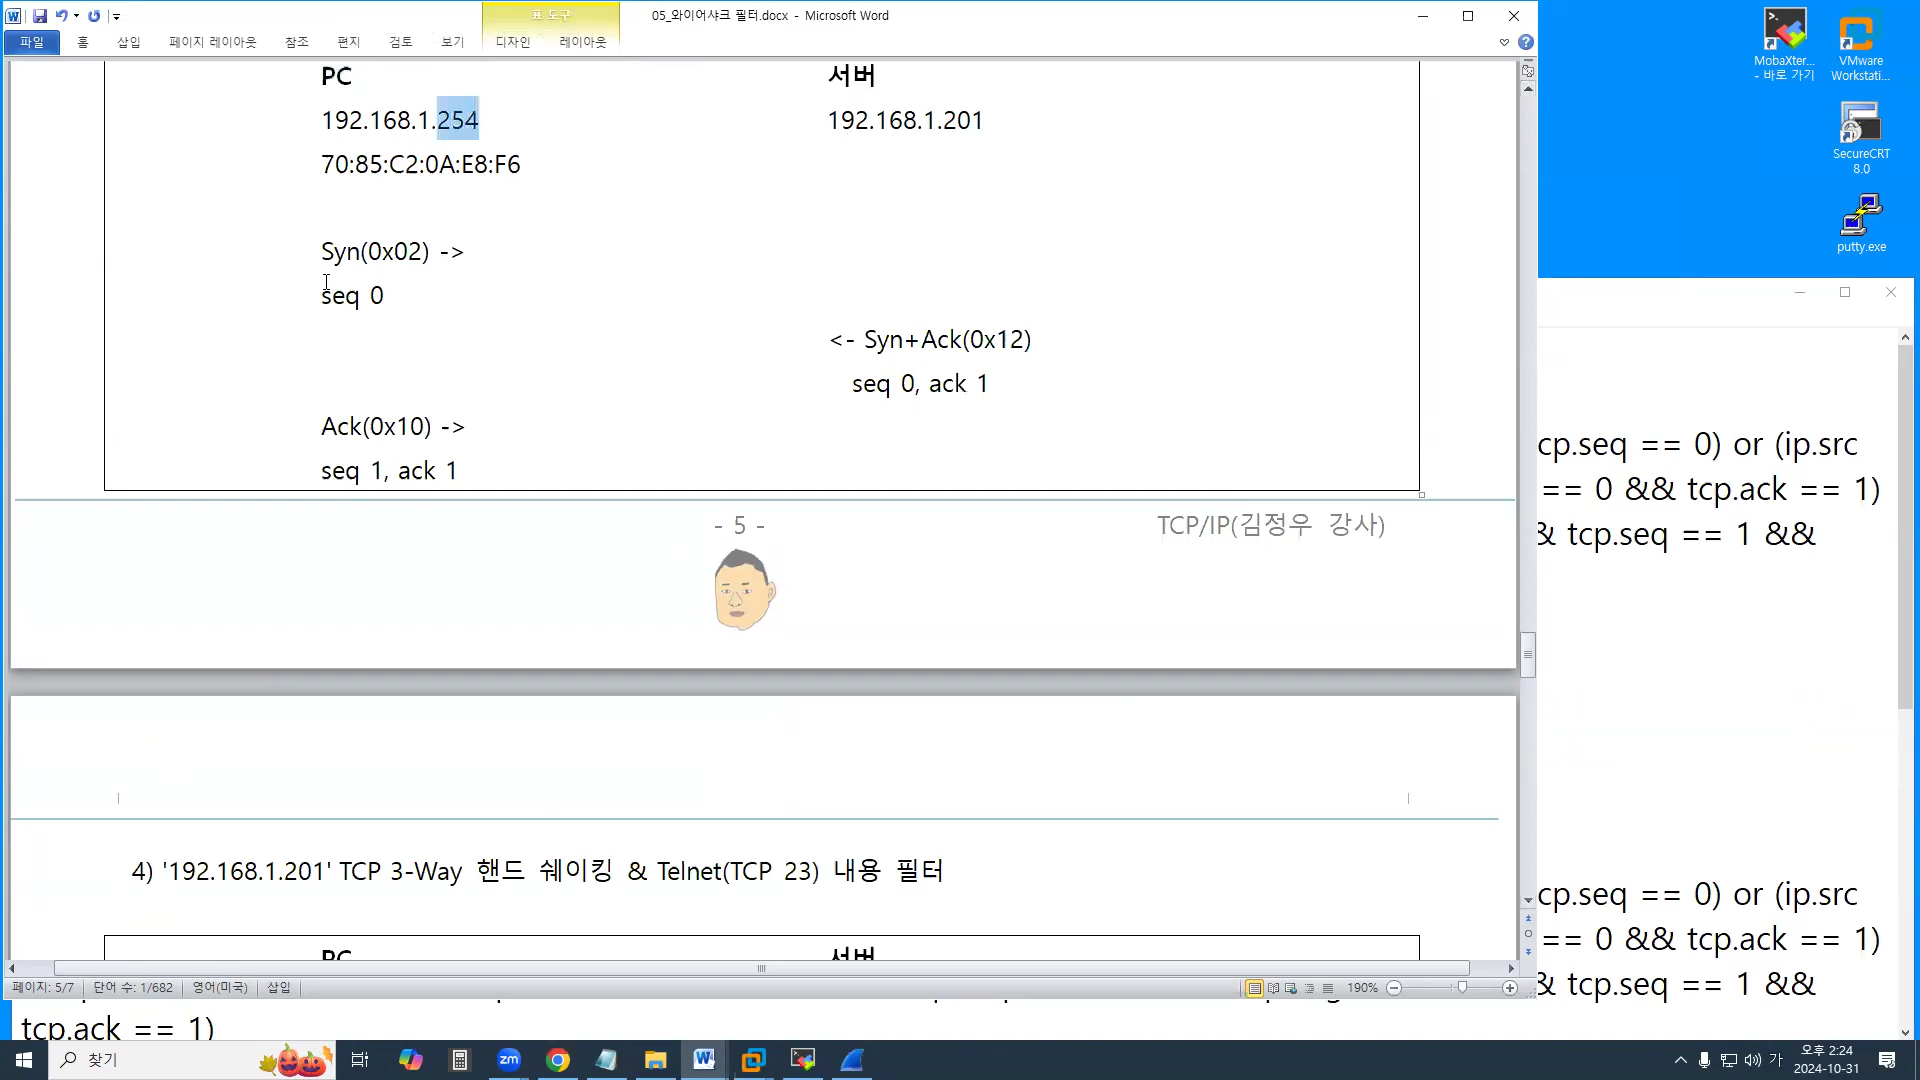 05_와이어샤크 필터.docx - Microsoft Word
표 도구
파일 홈 삽입 페이지 레이아웃 참조 편지 검토 보기 디자인 레이아웃
PC 서버
192.168.1.254 192.168.1.201
70:85:C2:0A:E8:F6
Syn(0x02) ->
seq 0
<- Syn+Ack(0x12)
seq 0, ack 1
Ack(0x10) ->
seq 1, ack 1
- 5 - TCP/IP(김정우 강사)
4) '192.168.1.201' TCP 3-Way 핸드 쉐이킹 & Telnet(TCP 23) 내용 필터
PC 서버
페이지: 5/7 단어 수: 1/682 영어(미국) 삽입 190%
MobaXter... - 바로 가기
VMware Workstati...
SecureCRT 8.0
putty.exe
cp.seq == 0) or (ip.src
== 0 && tcp.ack == 1)
& tcp.seq == 1 &&
cp.seq == 0) or (ip.src
== 0 && tcp.ack == 1)
& tcp.seq == 1 &&
tcp.ack == 1)
찾기
zm
가
오후 2:24
2024-10-31